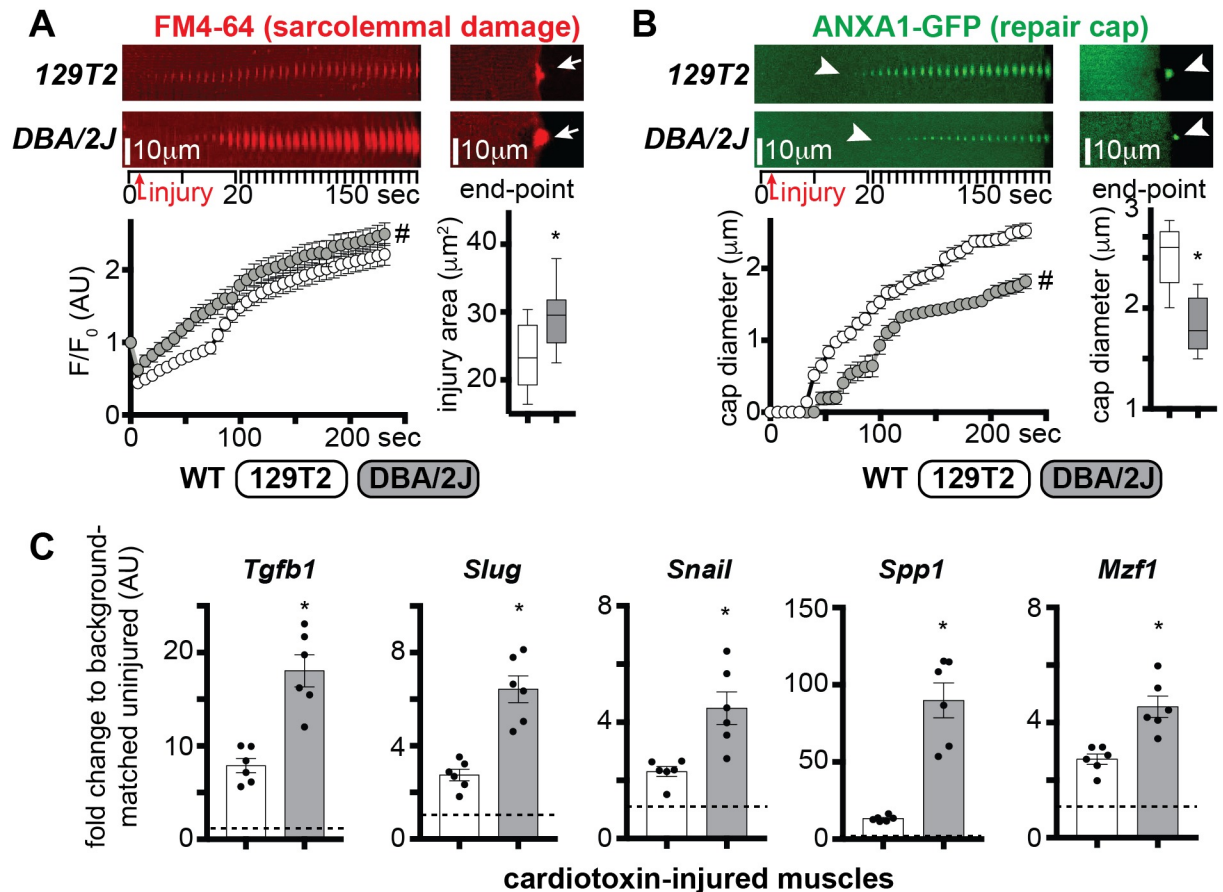 A
FM4-64 (sarcolemmal damage)
129T2
DBA/2J
10μm
10μm
0 injury 20 150 sec
end-point
F/F0 (AU)
2
1
0
0 100 200 sec
#
injury area (μm²)
40
30
20
*
WT 129T2 DBA/2J
B
ANXA1-GFP (repair cap)
129T2
DBA/2J
10μm
10μm
0 injury 20 150 sec
end-point
cap diameter (μm)
2
1
0
0 100 200 sec
#
cap diameter (μm)
3
2
1
*
WT 129T2 DBA/2J
C
fold change to background-
matched uninjured (AU)
Tgfb1
20
10
0
*
Slug
8
4
0
*
Snail
8
4
0
*
Spp1
150
100
50
0
*
Mzf1
8
4
0
*
cardiotoxin-injured muscles